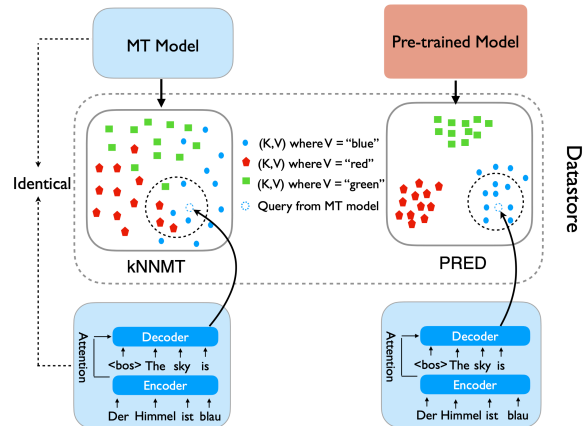 MT Model
Pre-trained Model
(K,V) where V = “blue”
(K,V) where V = “red”
(K,V) where V= “green”
Query from MT model
Identical
Datastore
kNNMT
PRED
Attention
Decoder
<bos> The sky is
Encoder
Der Himmel ist blau
Attention
Decoder
<bos> The sky is
Encoder
Der Himmel ist blau